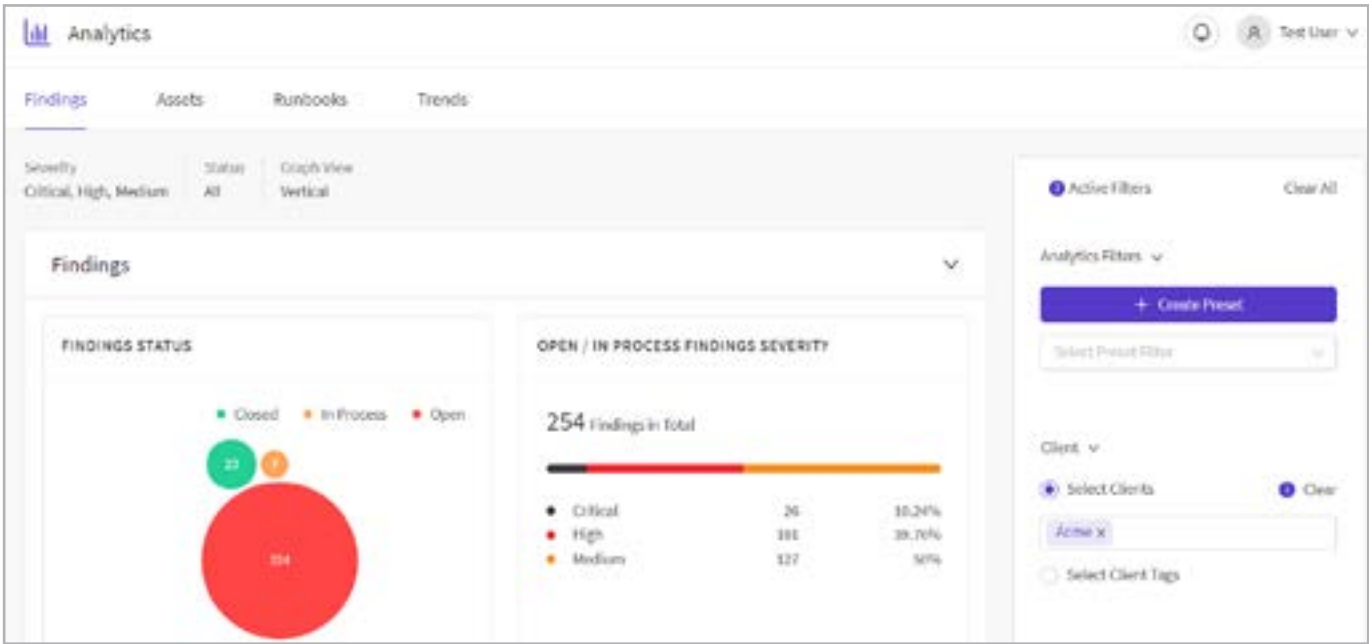 Analytics
Test User
Findings Assets Runbooks Trends
Severity Status Graph View
Critical, High, Medium All Vertical
Active Filters Clear All
Findings
Analytics Filters
+ Create Preset
Select Preset Filter
FINDINGS STATUS
OPEN / IN PROCESS FINDINGS SEVERITY
Closed In Process Open
254 Findings in Total
Client
Select Clients Clear
Critical 26 10.24%
High 101 39.76%
Medium 127 50%
Acme x
Select Client Tags